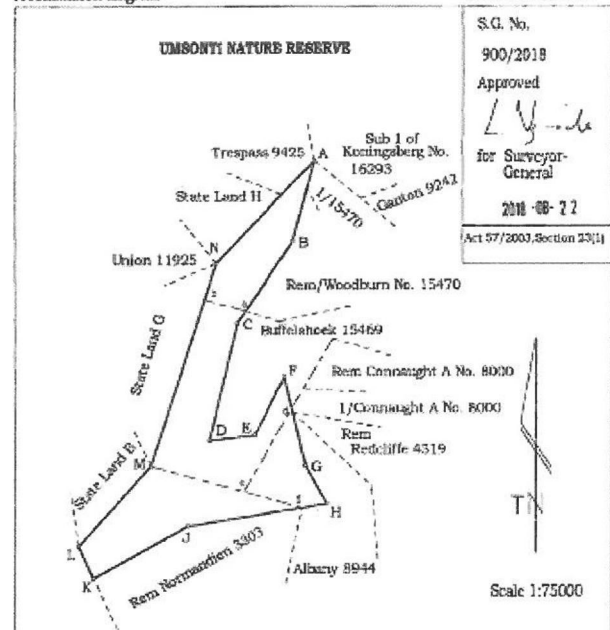 UMSONTI NATURE RESERVE
S.G. No.
900/2018
Approved
for Surveyor-
General
2018 -08- 22
Act 57/2003, Section 23(1)
A
Trespass 9425
Sub 1 of
Koningsberg No.
16293
Ganton 9242
State Land H
1/15470
B
N
Union 11925
Rem/Woodburn No. 15470
C
Buffelshoek 15469
State Land G
F
Rem Connaught A No. 8000
1/Connaught A No. 8000
D
E
Rem
Redcliffe 4319
G
M
State Land B
H
J
L
K
Rem Normandien 3303
Albany 8944
TN
Scale 1:75000